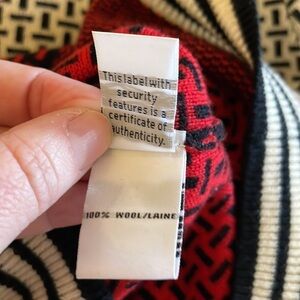 This label with
security
features is a
certificate of
authenticity.
100% WOOL/LAINE